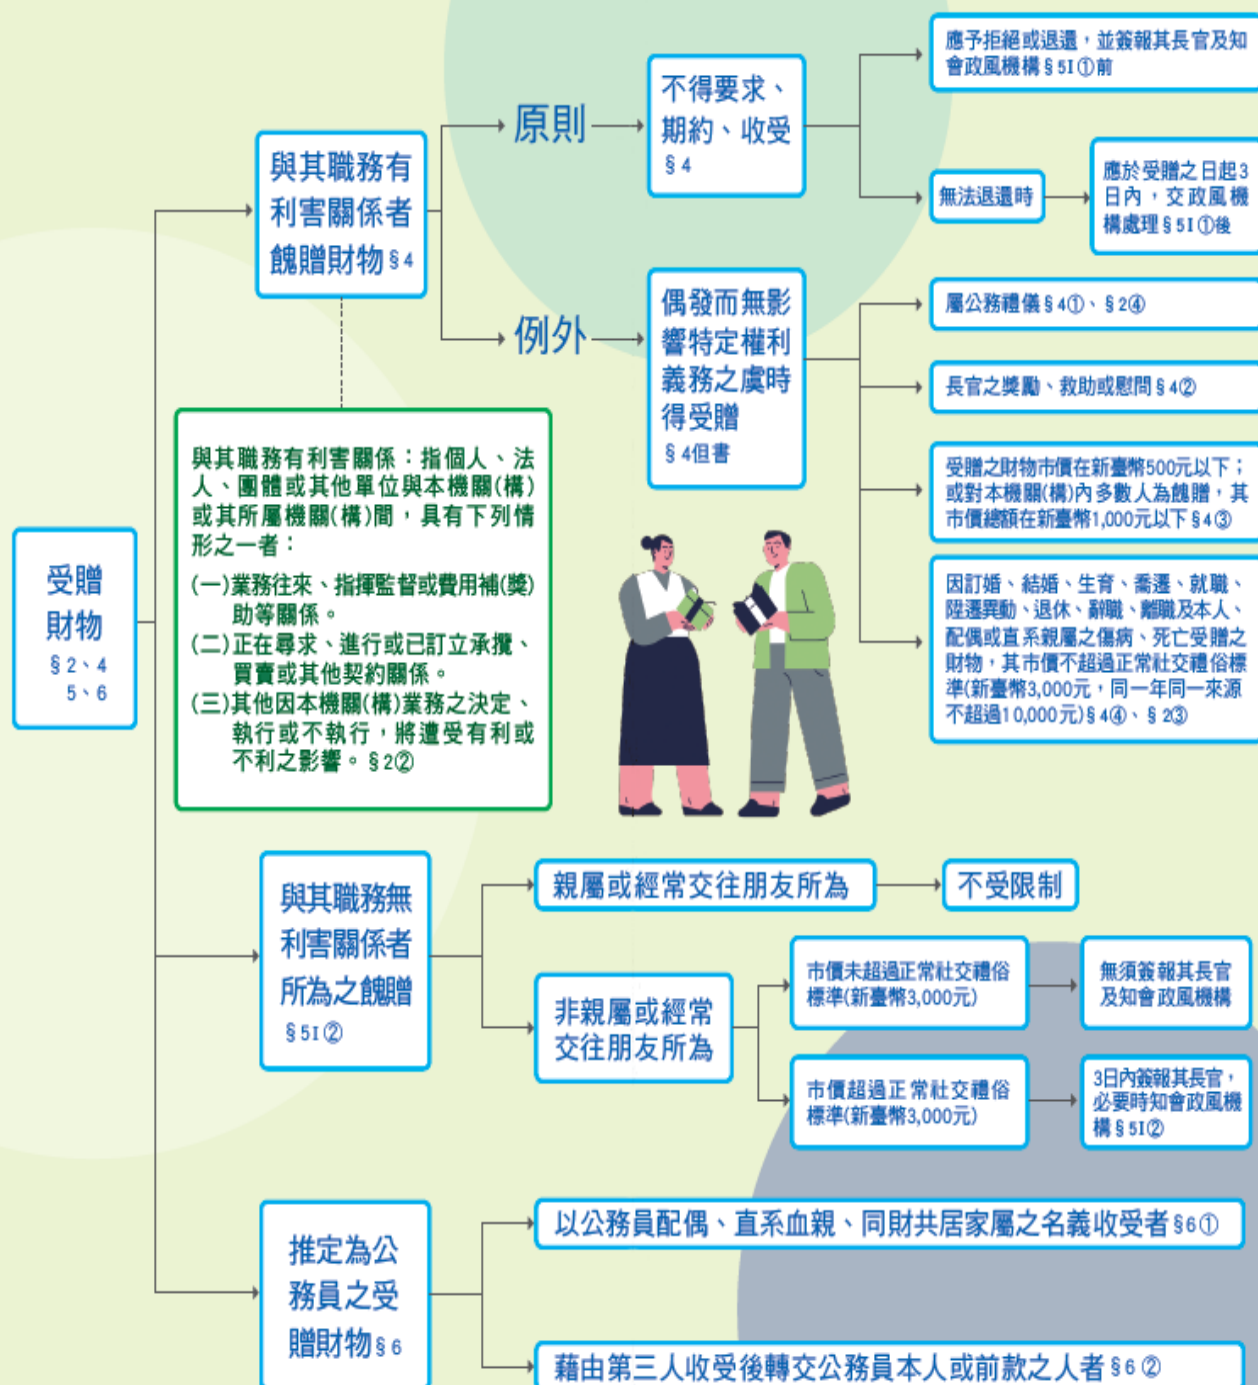 受贈
財物
§2、4
5、6
與其職務有
利害關係者
餽贈財物§4
原則
不得要求、
期約、收受
§4
應予拒絕或退還，並簽報其長官及知
會政風機構§5I①前
無法退還時
應於受贈之日起3
日內，交政風機
構處理§5I①後
例外
偶發而無影
響特定權利
義務之虞時
得受贈
§4但書
屬公務禮儀§4①、§2④
長官之獎勵、救助或慰問§4②
受贈之財物市價在新臺幣500元以下；
或對本機關(構)內多數人為餽贈，其
市價總額在新臺幣1,000元以下§4③
因訂婚、結婚、生育、喬遷、就職、
陞遷異動、退休、辭職、離職及本人、
配偶或直系親屬之傷病、死亡受贈之
財物，其市價不超過正常社交禮俗標
準(新臺幣3,000元，同一年同一來源
不超過10,000元)§4④、§2③
與其職務有利害關係：指個人、法
人、團體或其他單位與本機關(構)
或其所屬機關(構)間，具有下列情
形之一者：
(一)業務往來、指揮監督或費用補(獎)
助等關係。
(二)正在尋求、進行或已訂立承攬、
買賣或其他契約關係。
(三)其他因本機關(構)業務之決定、
執行或不執行，將遭受有利或
不利之影響。§2②
與其職務無
利害關係者
所為之餽贈
§5I②
親屬或經常交往朋友所為
不受限制
非親屬或經常
交往朋友所為
市價未超過正常社交禮俗
標準(新臺幣3,000元)
無須簽報其長官
及知會政風機構
市價超過正常社交禮俗
標準(新臺幣3,000元)
3日內簽報其長官，
必要時知會政風機
構§5I②
推定為公
務員之受
贈財物§6
以公務員配偶、直系血親、同財共居家屬之名義收受者§6①
藉由第三人收受後轉交公務員本人或前款之人者§6②